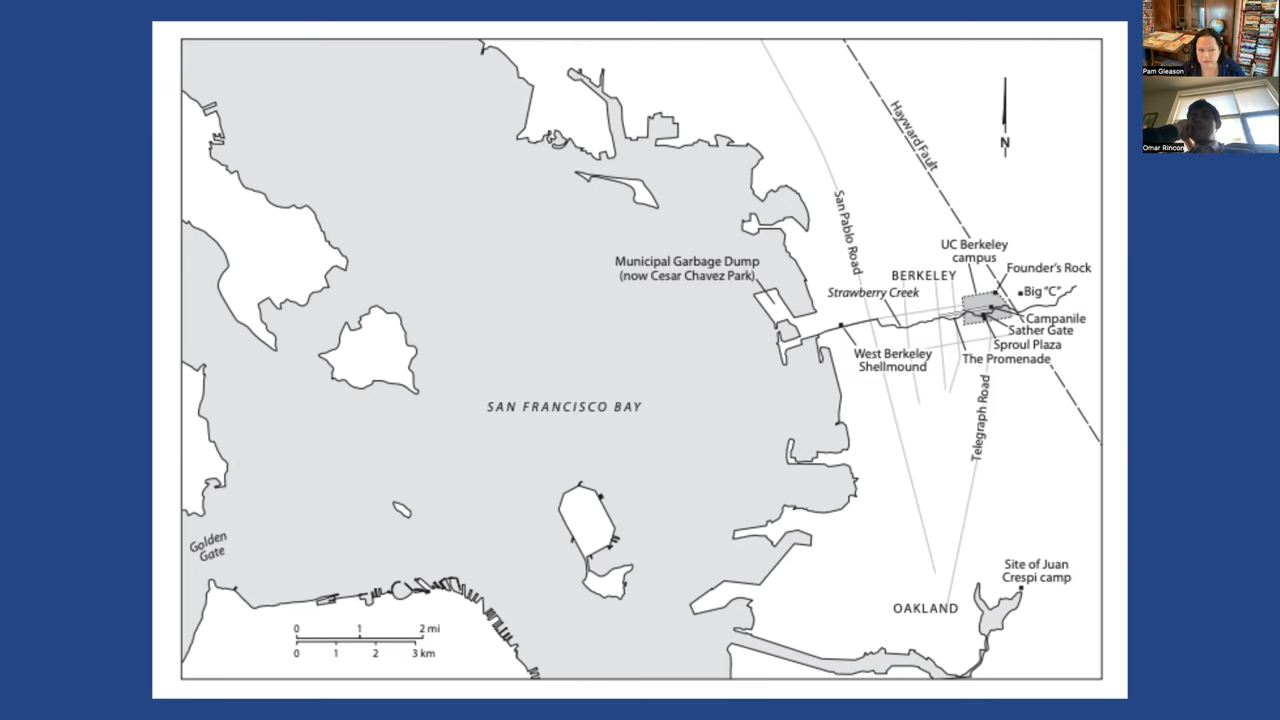 Pam Gleason
Omar Rincon
Hayward Fault
N
San Pablo Road
UC Berkeley
campus
Founder's Rock
Municipal Garbage Dump
(now Cesar Chavez Park)
BERKELEY
Strawberry Creek
Big "C"
Campanile
Sather Gate
Sproul Plaza
The Promenade
West Berkeley
Shellmound
Telegraph Road
SAN FRANCISCO BAY
Golden
Gate
Site of Juan
Crespi camp
OAKLAND
0 1 2 mi
0 1 2 3 km